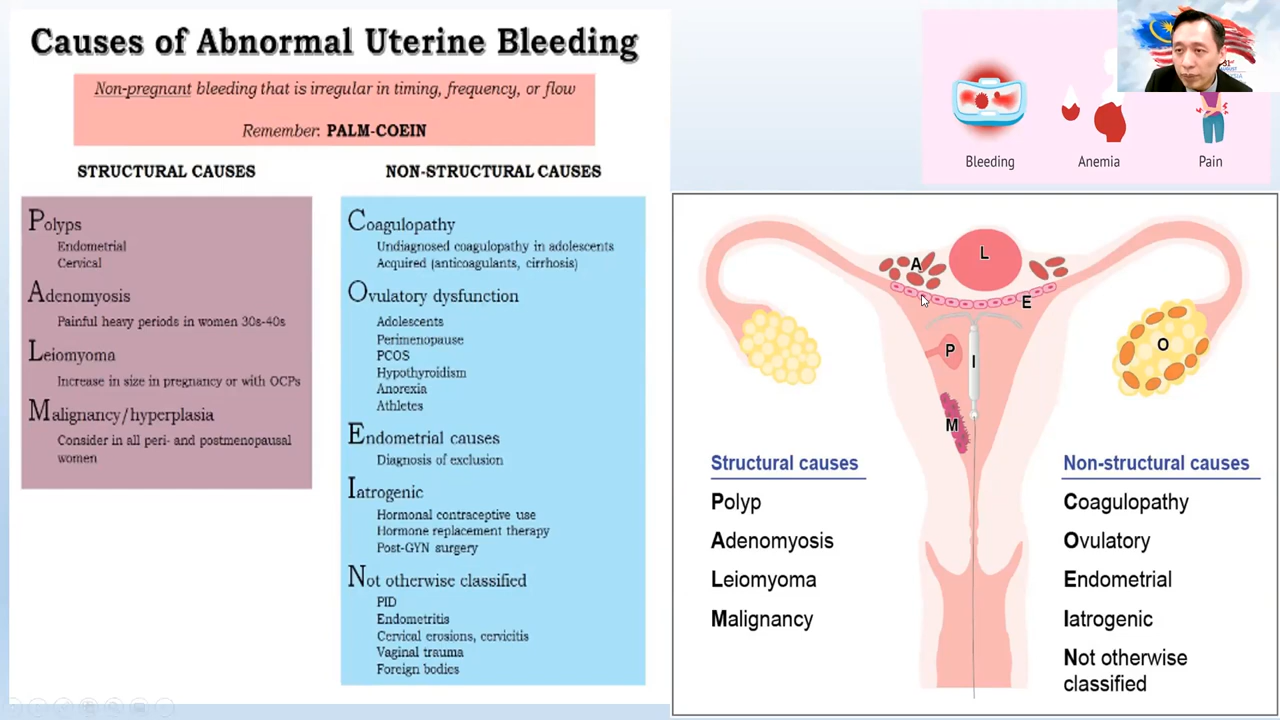 Causes of Abnormal Uterine Bleeding
Non-pregnant bleeding that is irregular in timing, frequency, or flow
Remember: PALM-COEIN
STRUCTURAL CAUSES
Polyps
Endometrial
Cervical
Adenomyosis
Painful heavy periods in women 30s-40s
Leiomyoma
Increase in size in pregnancy or with OCPs
Malignancy/hyperplasia
Consider in all peri- and postmenopausal
women
NON-STRUCTURAL CAUSES
Coagulopathy
Undiagnosed coagulopathy in adolescents
Acquired (anticoagulants, cirrhosis)
Ovulatory dysfunction
Adolescents
Perimenopause
PCOS
Hypothyroidism
Anorexia
Athletes
Endometrial causes
Diagnosis of exclusion
Iatrogenic
Hormonal contraceptive use
Hormone replacement therapy
Post-GYN surgery
Not otherwise classified
PID
Endometritis
Cervical erosions, cervicitis
Vaginal trauma
Foreign bodies
Bleeding
Anemia
Pain
L
A
E
P
I
O
M
Structural causes
Polyp
Adenomyosis
Leiomyoma
Malignancy
Non-structural causes
Coagulopathy
Ovulatory
Endometrial
Iatrogenic
Not otherwise
classified